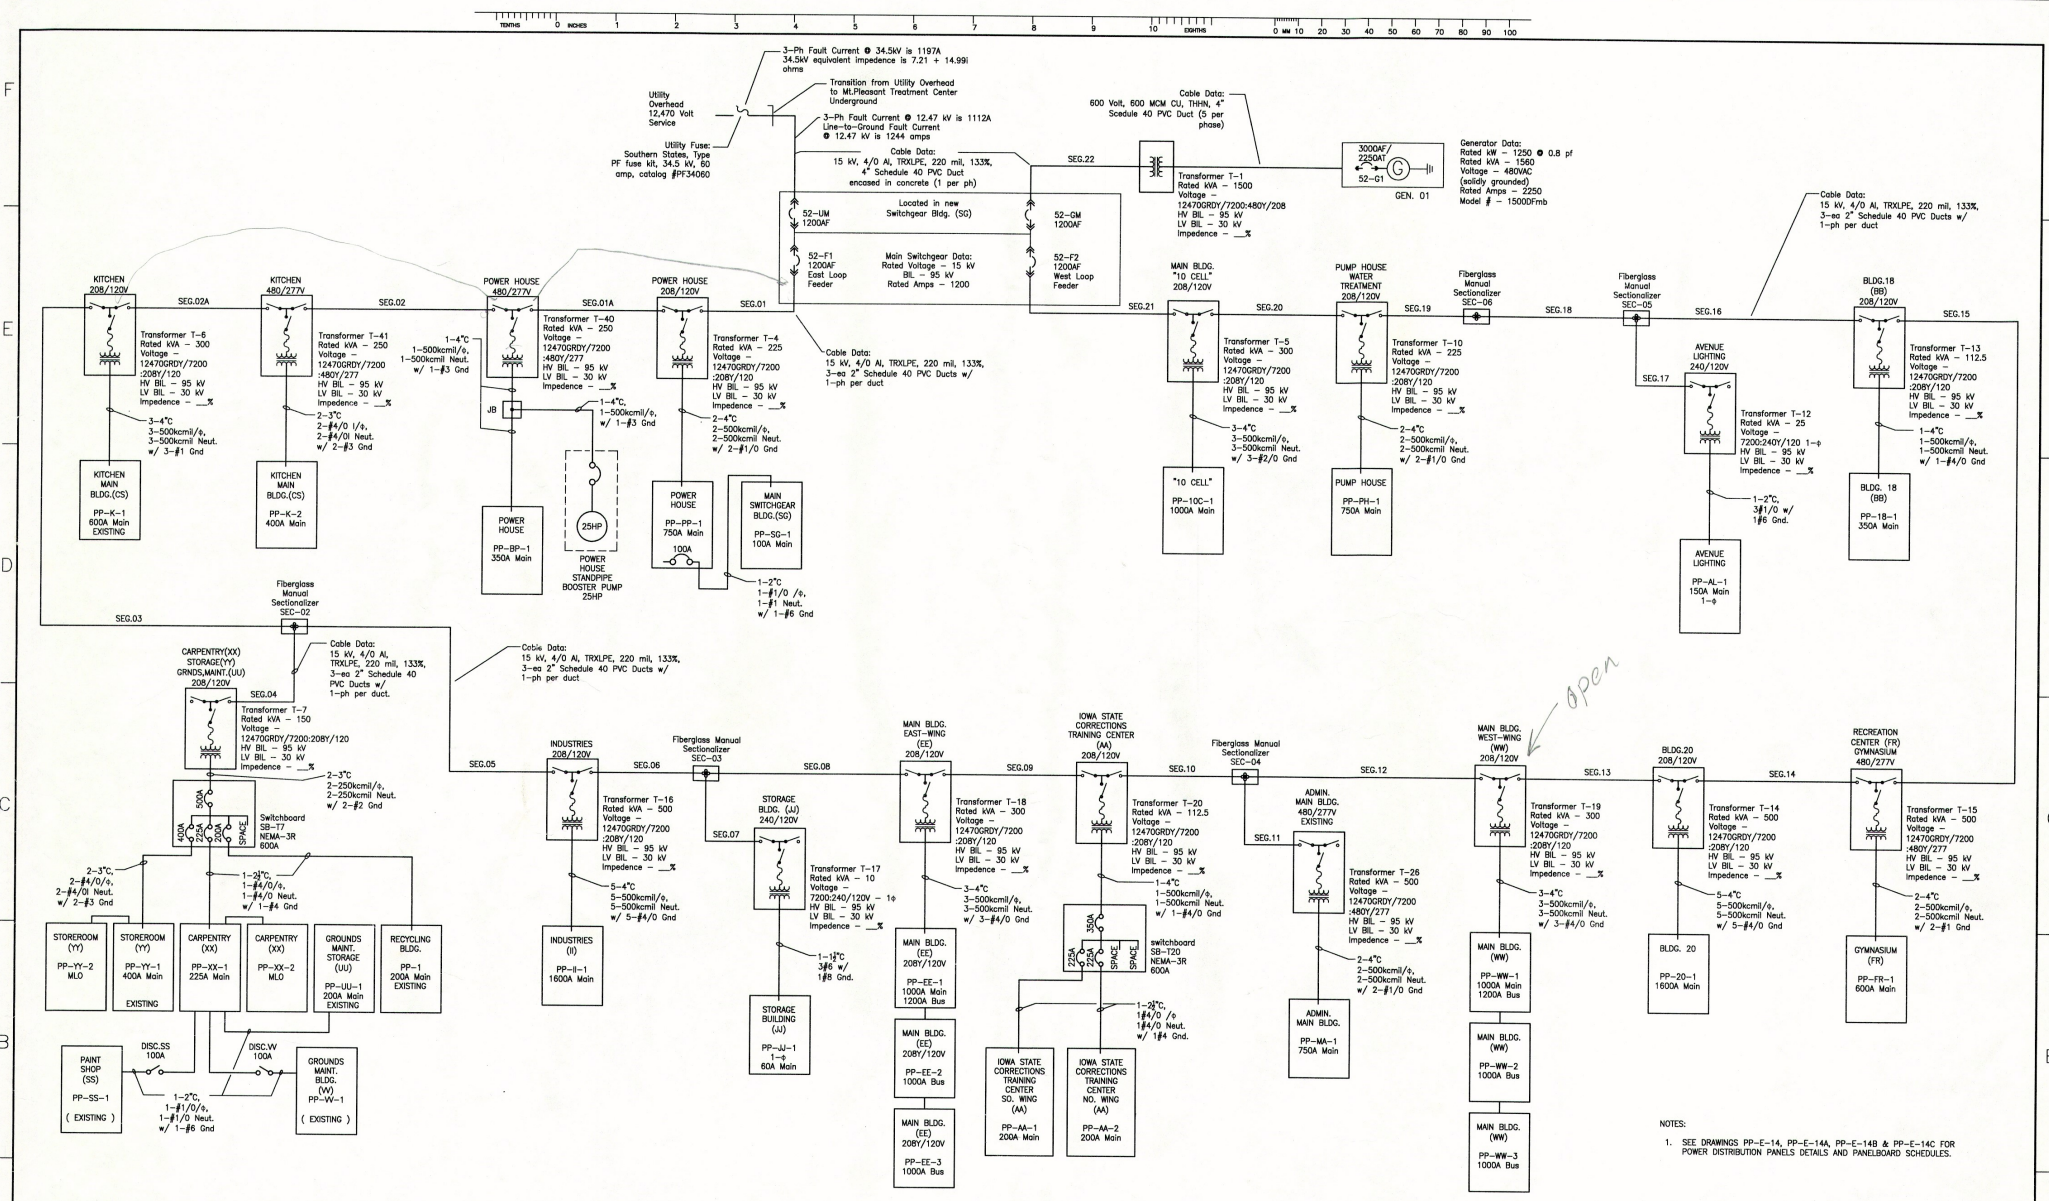 TENTHS 0 INCHES 1 2 3 4 5 6 7 8 9 10 EIGHTHS 0 MM 10 20 30 40 50 60 70 80 90 100
F
E
D
C
B
3-Ph Fault Current @ 34.5kV is 1197A
34.5kV equivalent impedence is 7.21 + 14.99i
ohms
Transition from Utility Overhead
to Mt.Pleasant Treatment Center
Underground
Utility
Overhead
12,470 Volt
Service
3-Ph Fault Current @ 12.47 kV is 1112A
Line-to-Ground Fault Current
@ 12.47 kV is 1244 amps
Utility Fuse:
Southern States, Type
PF fuse kit, 34.5 kV, 60
amp, catalog #PF34060
Cable Data:
15 kV, 4/0 Al, TRXLPE, 220 mil, 133%,
4" Schedule 40 PVC Duct
encased in concrete (1 per ph)
Cable Data:
600 Volt, 600 MCM CU, THHN, 4"
Scedule 40 PVC Duct (5 per
phase)
SEG.22
Transformer T-1
Rated kVA - 1500
Voltage -
12470GRDY/7200:480Y/208
HV BIL - 95 kV
LV BIL - 30 kV
Impedence - __%
3000AF/
2250AT
52-G1
G
GEN. 01
Generator Data:
Rated kW - 1250 @ 0.8 pf
Rated kVA - 1560
Voltage - 480VAC
(solidly grounded)
Rated Amps - 2250
Model # - 1500DFmb
Cable Data:
15 kV, 4/0 Al, TRXLPE, 220 mil, 133%,
3-ea 2" Schedule 40 PVC Ducts w/
1-ph per duct
52-UM
1200AF
Located in new
Switchgear Bldg. (SG)
52-GM
1200AF
52-F1
1200AF
East Loop
Feeder
Main Switchgear Data:
Rated Voltage - 15 kV
BIL - 95 kV
Rated Amps - 1200
52-F2
1200AF
West Loop
Feeder
KITCHEN
208/120V
SEG.02A
Transformer T-6
Rated kVA - 300
Voltage -
12470GRDY/7200
:208Y/120
HV BIL - 95 kV
LV BIL - 30 kV
Impedence - __%
3-4"C
3-500kcmil/ϕ,
3-500kcmil Neut.
w/ 3-#1 Gnd
KITCHEN
MAIN
BLDG.(CS)
PP-K-1
600A Main
EXISTING
KITCHEN
480/277V
SEG.02
Transformer T-41
Rated kVA - 250
Voltage -
12470GRDY/7200
:480Y/277
HV BIL - 95 kV
LV BIL - 30 kV
Impedence - __%
2-3"C
2-#4/0 I/ϕ,
2-#4/0I Neut.
w/ 2-#3 Gnd
KITCHEN
MAIN
BLDG.(CS)
PP-K-2
400A Main
POWER HOUSE
480/277V
SEG.01A
1-4"C
1-500kcmil/ϕ,
1-500kcmil Neut.
w/ 1-#3 Gnd
Transformer T-40
Rated kVA - 250
Voltage -
12470GRDY/7200
:480Y/277
HV BIL - 95 kV
LV BIL - 30 kV
Impedence - __%
JB
1-4"C,
1-500kcmil/ϕ,
w/ 1-#3 Gnd
POWER
HOUSE
PP-BP-1
350A Main
25HP
POWER
HOUSE
STANDPIPE
BOOSTER PUMP
25HP
POWER HOUSE
208/120V
SEG.01
Transformer T-4
Rated kVA - 225
Voltage -
12470GRDY/7200
:208Y/120
HV BIL - 95 kV
LV BIL - 30 kV
Impedence - __%
2-4"C
2-500kcmil/ϕ,
2-500kcmil Neut.
w/ 2-#1/0 Gnd
POWER
HOUSE
PP-PP-1
750A Main
100A
MAIN
SWITCHGEAR
BLDG.(SG)
PP-SG-1
100A Main
1-2"C
1-#1/0 /ϕ,
1-#1 Neut.
w/ 1-#6 Gnd
Cable Data:
15 kV, 4/0 Al, TRXLPE, 220 mil, 133%,
3-ea 2" Schedule 40 PVC Ducts w/
1-ph per duct
SEG.21
MAIN BLDG.
"10 CELL"
208/120V
SEG.20
Transformer T-5
Rated kVA - 300
Voltage -
12470GRDY/7200
:208Y/120
HV BIL - 95 kV
LV BIL - 30 kV
Impedence - __%
3-4"C
3-500kcmil/ϕ,
3-500kcmil Neut.
w/ 3-#2/0 Gnd
"10 CELL"
PP-10C-1
1000A Main
PUMP HOUSE
WATER
TREATMENT
208/120V
SEG.19
Transformer T-10
Rated kVA - 225
Voltage -
12470GRDY/7200
:208Y/120
HV BIL - 95 kV
LV BIL - 30 kV
Impedence - __%
2-4"C
2-500kcmil/ϕ,
2-500kcmil Neut.
w/ 2-#1/0 Gnd
PUMP HOUSE
PP-PH-1
750A Main
Fiberglass
Manual
Sectionalizer
SEC-06
SEG.18
Fiberglass
Manual
Sectionalizer
SEC-05
SEG.16
SEG.17
AVENUE
LIGHTING
240/120V
Transformer T-12
Rated kVA - 25
Voltage -
7200:240Y/120 1-ϕ
HV BIL - 95 kV
LV BIL - 30 kV
Impedence - __%
1-2"C,
3#1/0 w/
1#6 Gnd.
AVENUE
LIGHTING
PP-AL-1
150A Main
1-ϕ
BLDG.18
(BB)
208/120V
SEG.15
Transformer T-13
Rated kVA - 112.5
Voltage -
12470GRDY/7200
:208Y/120
HV BIL - 95 kV
LV BIL - 30 kV
Impedence - __%
1-4"C
1-500kcmil/ϕ,
1-500kcmil Neut.
w/ 1-#4/0 Gnd
BLDG. 18
(BB)
PP-18-1
350A Main
SEG.03
Fiberglass
Manual
Sectionalizer
SEC-02
Cable Data:
15 kV, 4/0 Al,
TRXLPE, 220 mil, 133%,
3-ea 2" Schedule 40
PVC Ducts w/
1-ph per duct.
Cable Data:
15 kV, 4/0 Al, TRXLPE, 220 mil, 133%,
3-ea 2" Schedule 40 PVC Ducts w/
1-ph per duct
CARPENTRY(XX)
STORAGE(YY)
GRNDS,MAINT.(UU)
208/120V
SEG.04
Transformer T-7
Rated kVA - 150
Voltage -
12470GRDY/7200:208Y/120
HV BIL - 95 kV
LV BIL - 30 kV
Impedence - __%
2-3"C
2-250kcmil/ϕ,
2-250kcmil Neut.
w/ 2-#2 Gnd
500A
400A
225A
200A
SPACE
Switchboard
SB-T7
NEMA-3R
600A
2-3"C,
2-#4/0/ϕ,
2-#4/0I Neut.
w/ 2-#3 Gnd
1-2½"C,
1-#4/0/ϕ,
1-#4/0 Neut.
w/ 1-#4 Gnd
STOREROOM
(YY)
PP-YY-2
MLO
STOREROOM
(YY)
PP-YY-1
400A Main
EXISTING
CARPENTRY
(XX)
PP-XX-1
225A Main
CARPENTRY
(XX)
PP-XX-2
MLO
GROUNDS
MAINT.
STORAGE
(UU)
PP-UU-1
200A Main
EXISTING
RECYCLING
BLDG.
PP-1
200A Main
EXISTING
PAINT
SHOP
(SS)
PP-SS-1
( EXISTING )
DISC.SS
100A
DISC.VV
100A
1-2"C,
1-#1/0/ϕ,
1-#1/0 Neut.
w/ 1-#6 Gnd
GROUNDS
MAINT.
BLDG.
(VV)
PP-VV-1
( EXISTING )
SEG.05
INDUSTRIES
208/120V
SEG.06
Transformer T-16
Rated kVA - 500
Voltage -
12470GRDY/7200
:208Y/120
HV BIL - 95 kV
LV BIL - 30 kV
Impedence - __%
5-4"C
5-500kcmil/ϕ,
5-500kcmil Neut.
w/ 5-#4/0 Gnd
INDUSTRIES
(II)
PP-II-1
1600A Main
Fiberglass Manual
Sectionalizer
SEC-03
SEG.08
SEG.07
STORAGE
BLDG. (JJ)
240/120V
Transformer T-17
Rated kVA - 10
Voltage -
7200:240/120V - 1ϕ
HV BIL - 95 kV
LV BIL - 30 kV
Impedence - __%
1-1½"C
3#6 w/
1#8 Gnd.
STORAGE
BUILDING
(JJ)
PP-JJ-1
1-ϕ
60A Main
MAIN BLDG.
EAST-WING
(EE)
208/120V
SEG.09
Transformer T-18
Rated kVA - 300
Voltage -
12470GRDY/7200
:208Y/120
HV BIL - 95 kV
LV BIL - 30 kV
Impedence - __%
3-4"C
3-500kcmil/ϕ,
3-500kcmil Neut.
w/ 3-#4/0 Gnd
MAIN BLDG.
(EE)
208Y/120V
PP-EE-1
1000A Main
1200A Bus
MAIN BLDG.
(EE)
208Y/120V
PP-EE-2
1000A Bus
MAIN BLDG.
(EE)
208Y/120V
PP-EE-3
1000A Bus
IOWA STATE
CORRECTIONS
TRAINING CENTER
(AA)
208/120V
SEG.10
Transformer T-20
Rated kVA - 112.5
Voltage -
12470GRDY/7200
:208Y/120
HV BIL - 95 kV
LV BIL - 30 kV
Impedence - __%
1-4"C
1-500kcmil/ϕ,
1-500kcmil Neut.
w/ 1-#4/0 Gnd
350A
225A
225A
SPACE
SPACE
switchboard
SB-T20
NEMA-3R
600A
1-2½"C,
1#4/0 /ϕ
1#4/0 Neut.
w/ 1#4 Gnd.
IOWA STATE
CORRECTIONS
TRAINING
CENTER
SO. WING
(AA)
PP-AA-1
200A Main
IOWA STATE
CORRECTIONS
TRAINING
CENTER
NO. WING
(AA)
PP-AA-2
200A Main
Fiberglass Manual
Sectionalizer
SEC-04
SEG.12
SEG.11
ADMIN.
MAIN BLDG.
480/277V
EXISTING
Transformer T-26
Rated kVA - 500
Voltage -
12470GRDY/7200
:480Y/277
HV BIL - 95 kV
LV BIL - 30 kV
Impedence - __%
2-4"C
2-500kcmil/ϕ,
2-500kcmil Neut.
w/ 2-#1/0 Gnd
ADMIN.
MAIN BLDG.
PP-MA-1
750A Main
open
MAIN BLDG.
WEST-WING
(WW)
208/120V
SEG.13
Transformer T-19
Rated kVA - 300
Voltage -
12470GRDY/7200
:208Y/120
HV BIL - 95 kV
LV BIL - 30 kV
Impedence - __%
3-4"C
3-500kcmil/ϕ,
3-500kcmil Neut.
w/ 3-#4/0 Gnd
MAIN BLDG.
(WW)
PP-WW-1
1000A Main
1200A Bus
MAIN BLDG.
(WW)
PP-WW-2
1000A Bus
MAIN BLDG.
(WW)
PP-WW-3
1000A Bus
BLDG.20
208/120V
SEG.14
Transformer T-14
Rated kVA - 500
Voltage -
12470GRDY/7200
:208Y/120
HV BIL - 95 kV
LV BIL - 30 kV
Impedence - __%
5-4"C
5-500kcmil/ϕ,
5-500kcmil Neut.
w/ 5-#4/0 Gnd
BLDG. 20
PP-20-1
1600A Main
RECREATION
CENTER (FR)
GYMNASIUM
480/277V
Transformer T-15
Rated kVA - 500
Voltage -
12470GRDY/7200
:480Y/277
HV BIL - 95 kV
LV BIL - 30 kV
Impedence - __%
2-4"C
2-500kcmil/ϕ,
2-500kcmil Neut.
w/ 2-#1 Gnd
GYMNASIUM
(FR)
PP-FR-1
600A Main
NOTES:
1. SEE DRAWINGS PP-E-14, PP-E-14A, PP-E-14B & PP-E-14C FOR
POWER DISTRIBUTION PANELS DETAILS AND PANELBOARD SCHEDULES.